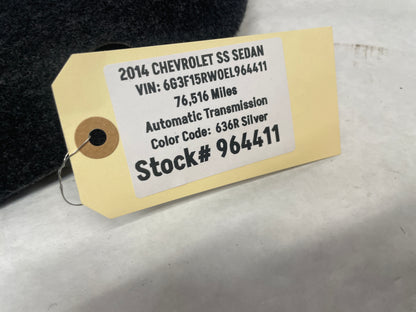 2014 CHEVROLET SS SEDAN
VIN: 6G3F15RW0EL964411
76,516 Miles
Automatic Transmission
Color Code: 636R Silver
Stock# 964411